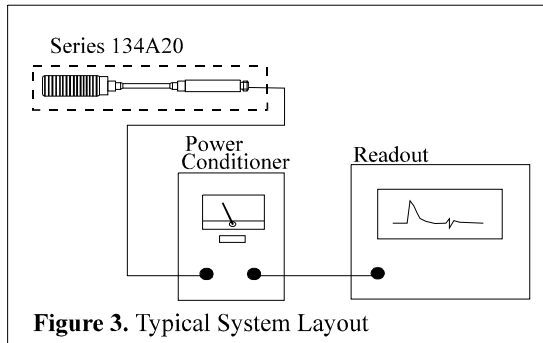 Series 134A20
Power
Conditioner
Readout
Figure 3. Typical System Layout